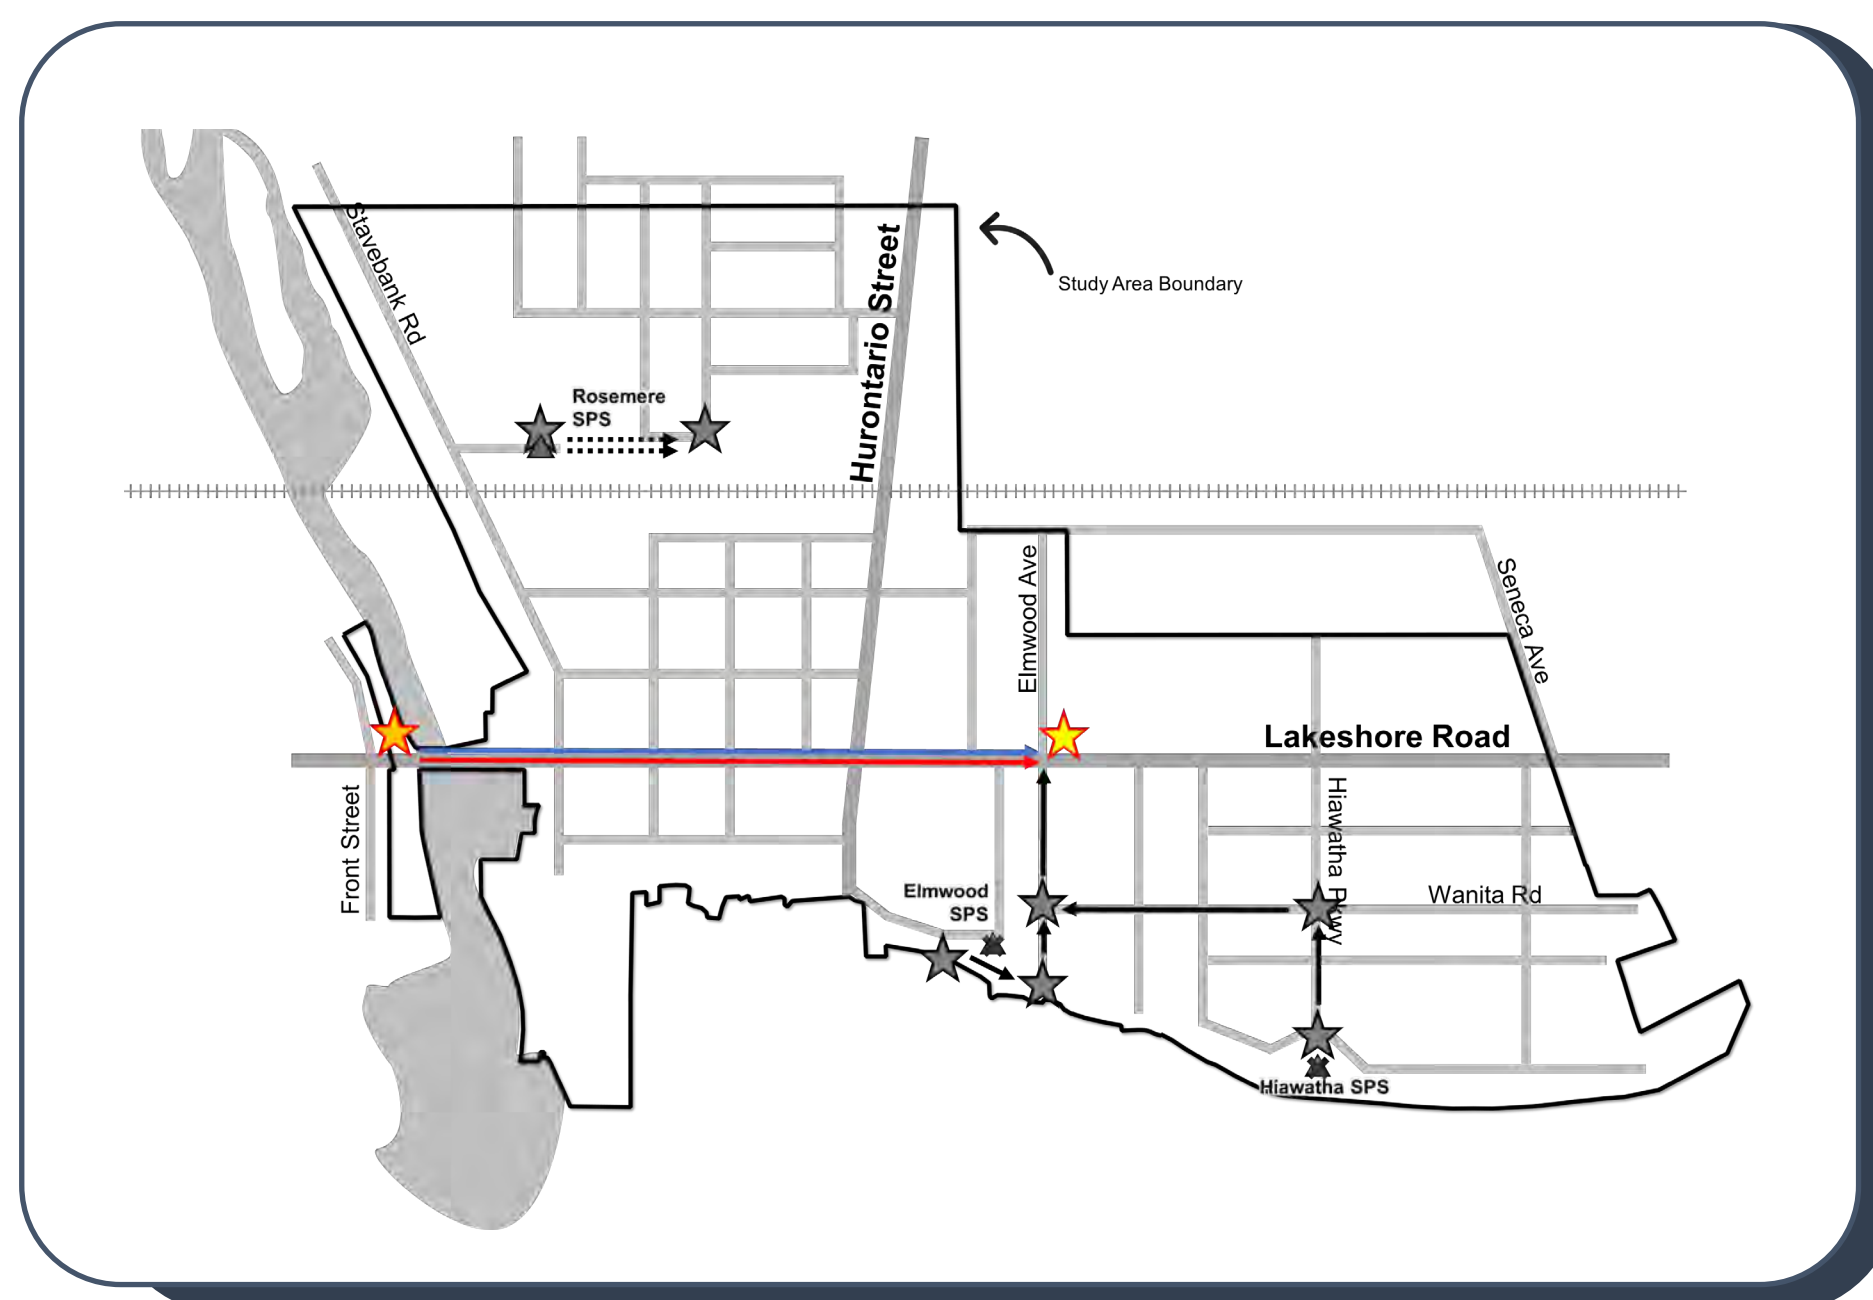 Stavebank Rd
Hurontario Street
Study Area Boundary
Rosemere
SPS
Elmwood Ave
Seneca Ave
Lakeshore Road
Front Street
Hiawatha Pkwy
Elmwood
SPS
Wanita Rd
Hiawatha SPS